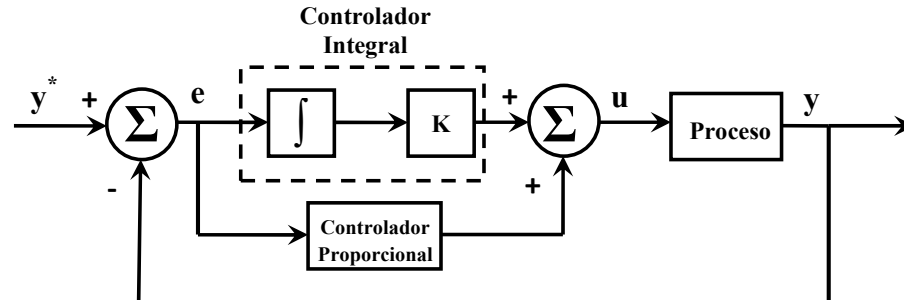 Controlador
Integral
y* + Σ e ∫ K + Σ u Proceso y
-
+
Controlador
Proporcional